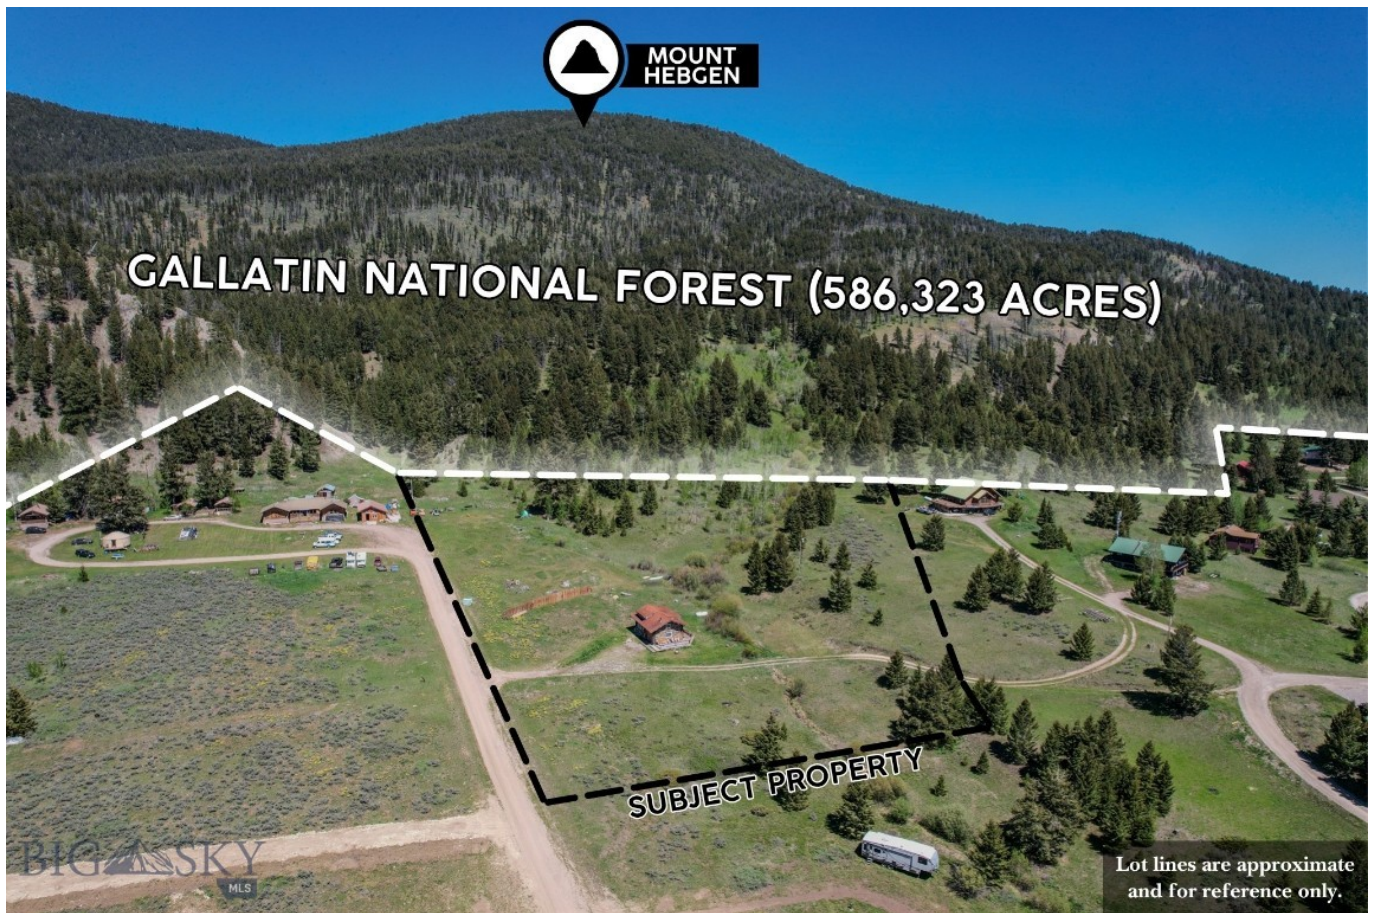 MOUNT
HEBGEN
GALLATIN NATIONAL FOREST (586,323 ACRES)
SUBJECT PROPERTY
BIG SKY
MLS
Lot lines are approximate
and for reference only.